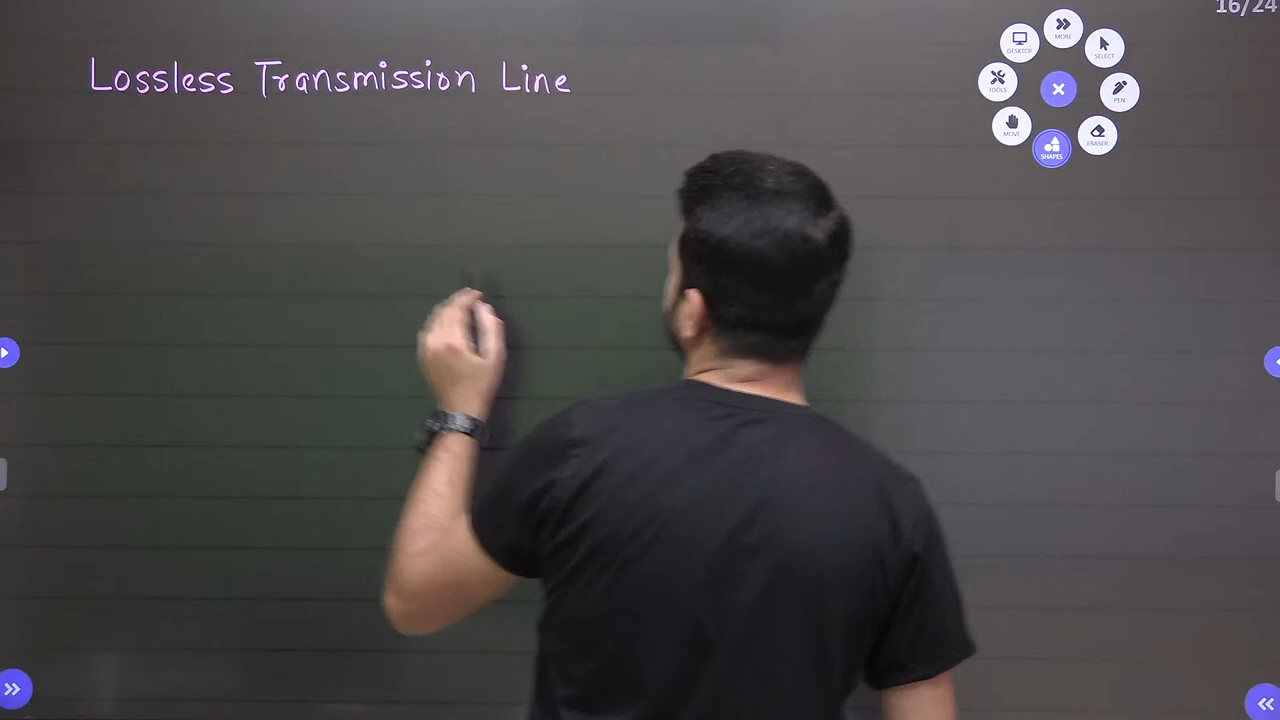 16/24
Lossless Transmission Line
MORE
DESKTOP
SELECT
TOOLS
PEN
MOVE
ERASER
SHAPES